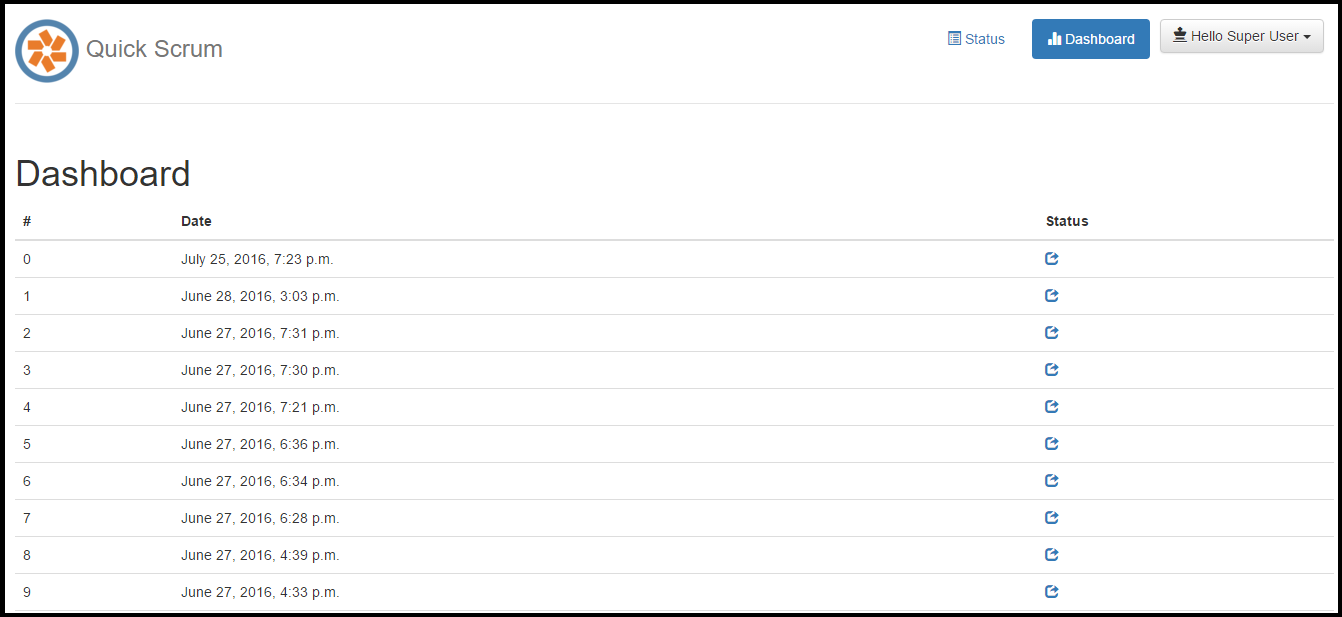 Quick Scrum
Status
Dashboard
Hello Super User
Dashboard
# Date Status
0 July 25, 2016, 7:23 p.m.
1 June 28, 2016, 3:03 p.m.
2 June 27, 2016, 7:31 p.m.
3 June 27, 2016, 7:30 p.m.
4 June 27, 2016, 7:21 p.m.
5 June 27, 2016, 6:36 p.m.
6 June 27, 2016, 6:34 p.m.
7 June 27, 2016, 6:28 p.m.
8 June 27, 2016, 4:39 p.m.
9 June 27, 2016, 4:33 p.m.